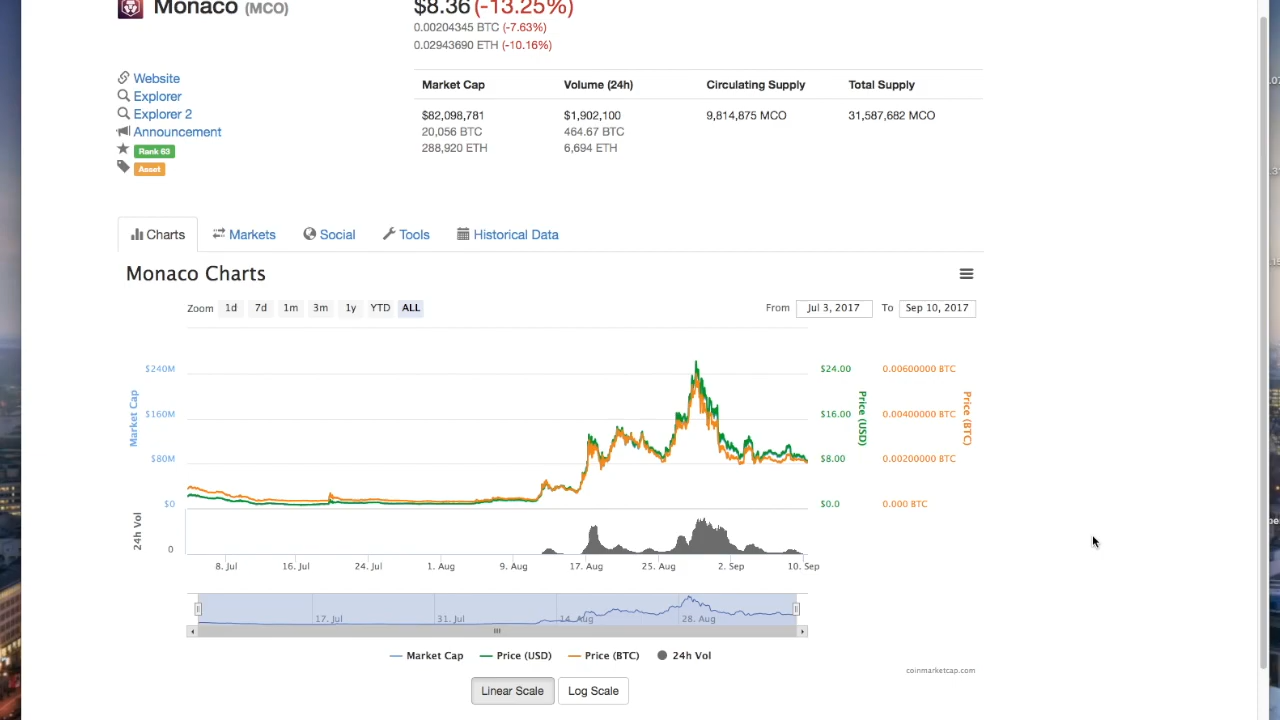 Monaco (MCO)
$8.36 (-13.25%)
0.00204345 BTC (-7.63%)
0.02943690 ETH (-10.16%)
Website
Explorer
Explorer 2
Announcement
Rank 63
Asset
Market Cap Volume (24h) Circulating Supply Total Supply
$82,098,781 $1,902,100 9,814,875 MCO 31,587,682 MCO
20,056 BTC 464.67 BTC
288,920 ETH 6,694 ETH
Charts Markets Social Tools Historical Data
Monaco Charts
Zoom 1d 7d 1m 3m 1y YTD ALL From Jul 3, 2017 To Sep 10, 2017
$240M $24.00 0.00600000 BTC
$160M $16.00 0.00400000 BTC
$80M $8.00 0.00200000 BTC
$0 $0.0 0.000 BTC
Market Cap
Price (USD)
Price (BTC)
24h Vol
0
8. Jul 16. Jul 24. Jul 1. Aug 9. Aug 17. Aug 25. Aug 2. Sep 10. Sep
17. Jul 31. Jul 14. Aug 28. Aug
Market Cap Price (USD) Price (BTC) 24h Vol
coinmarketcap.com
Linear Scale Log Scale